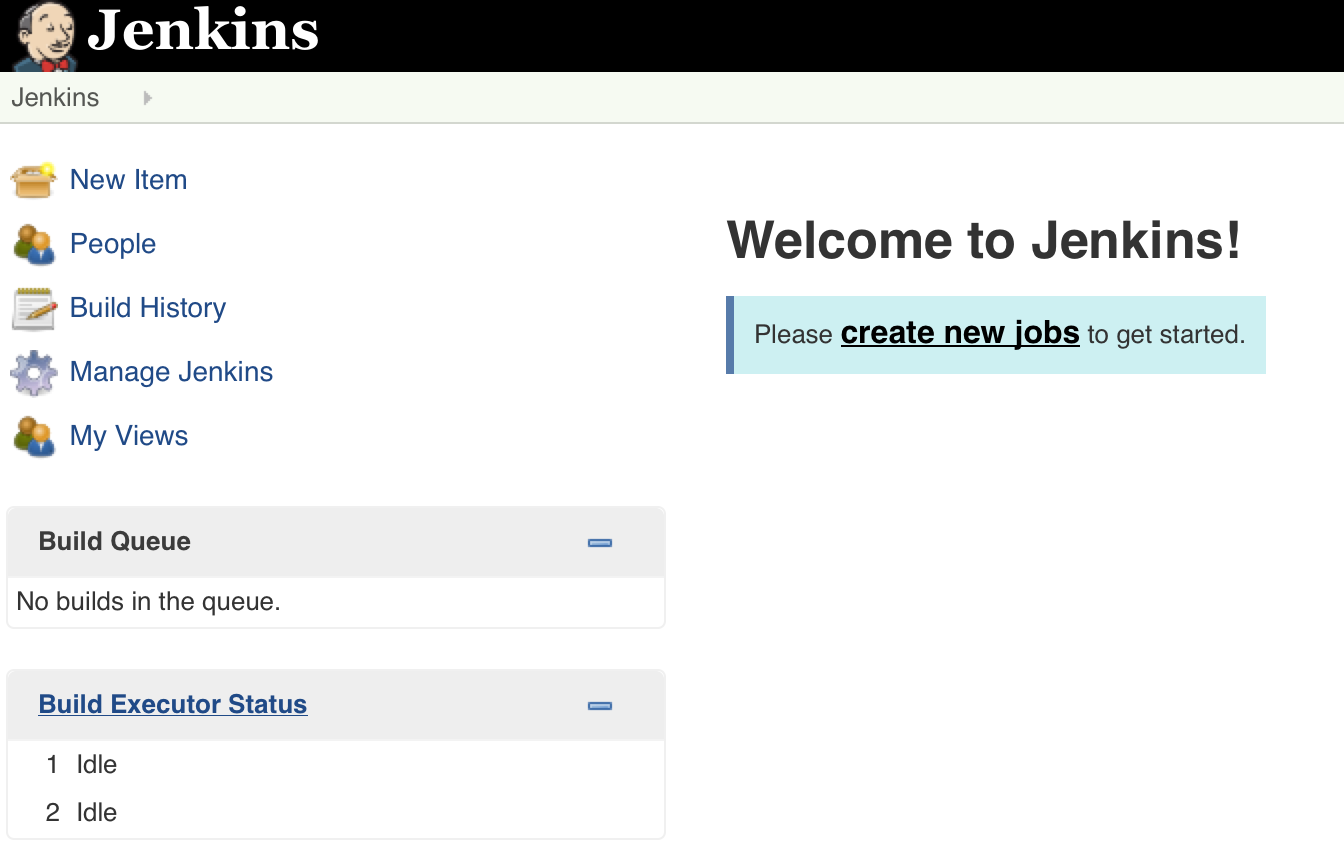 Jenkins
Jenkins
New Item
People
Build History
Manage Jenkins
My Views
Build Queue
No builds in the queue.
Build Executor Status
1 Idle
2 Idle
Welcome to Jenkins!
Please create new jobs to get started.